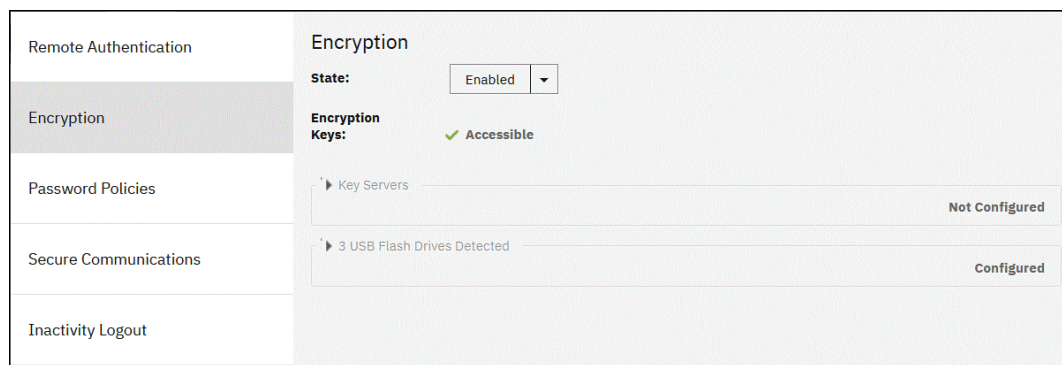 Remote Authentication
Encryption
Password Policies
Secure Communications
Inactivity Logout
Encryption
State:
Enabled
Encryption
Keys:
Accessible
Key Servers
Not Configured
3 USB Flash Drives Detected
Configured